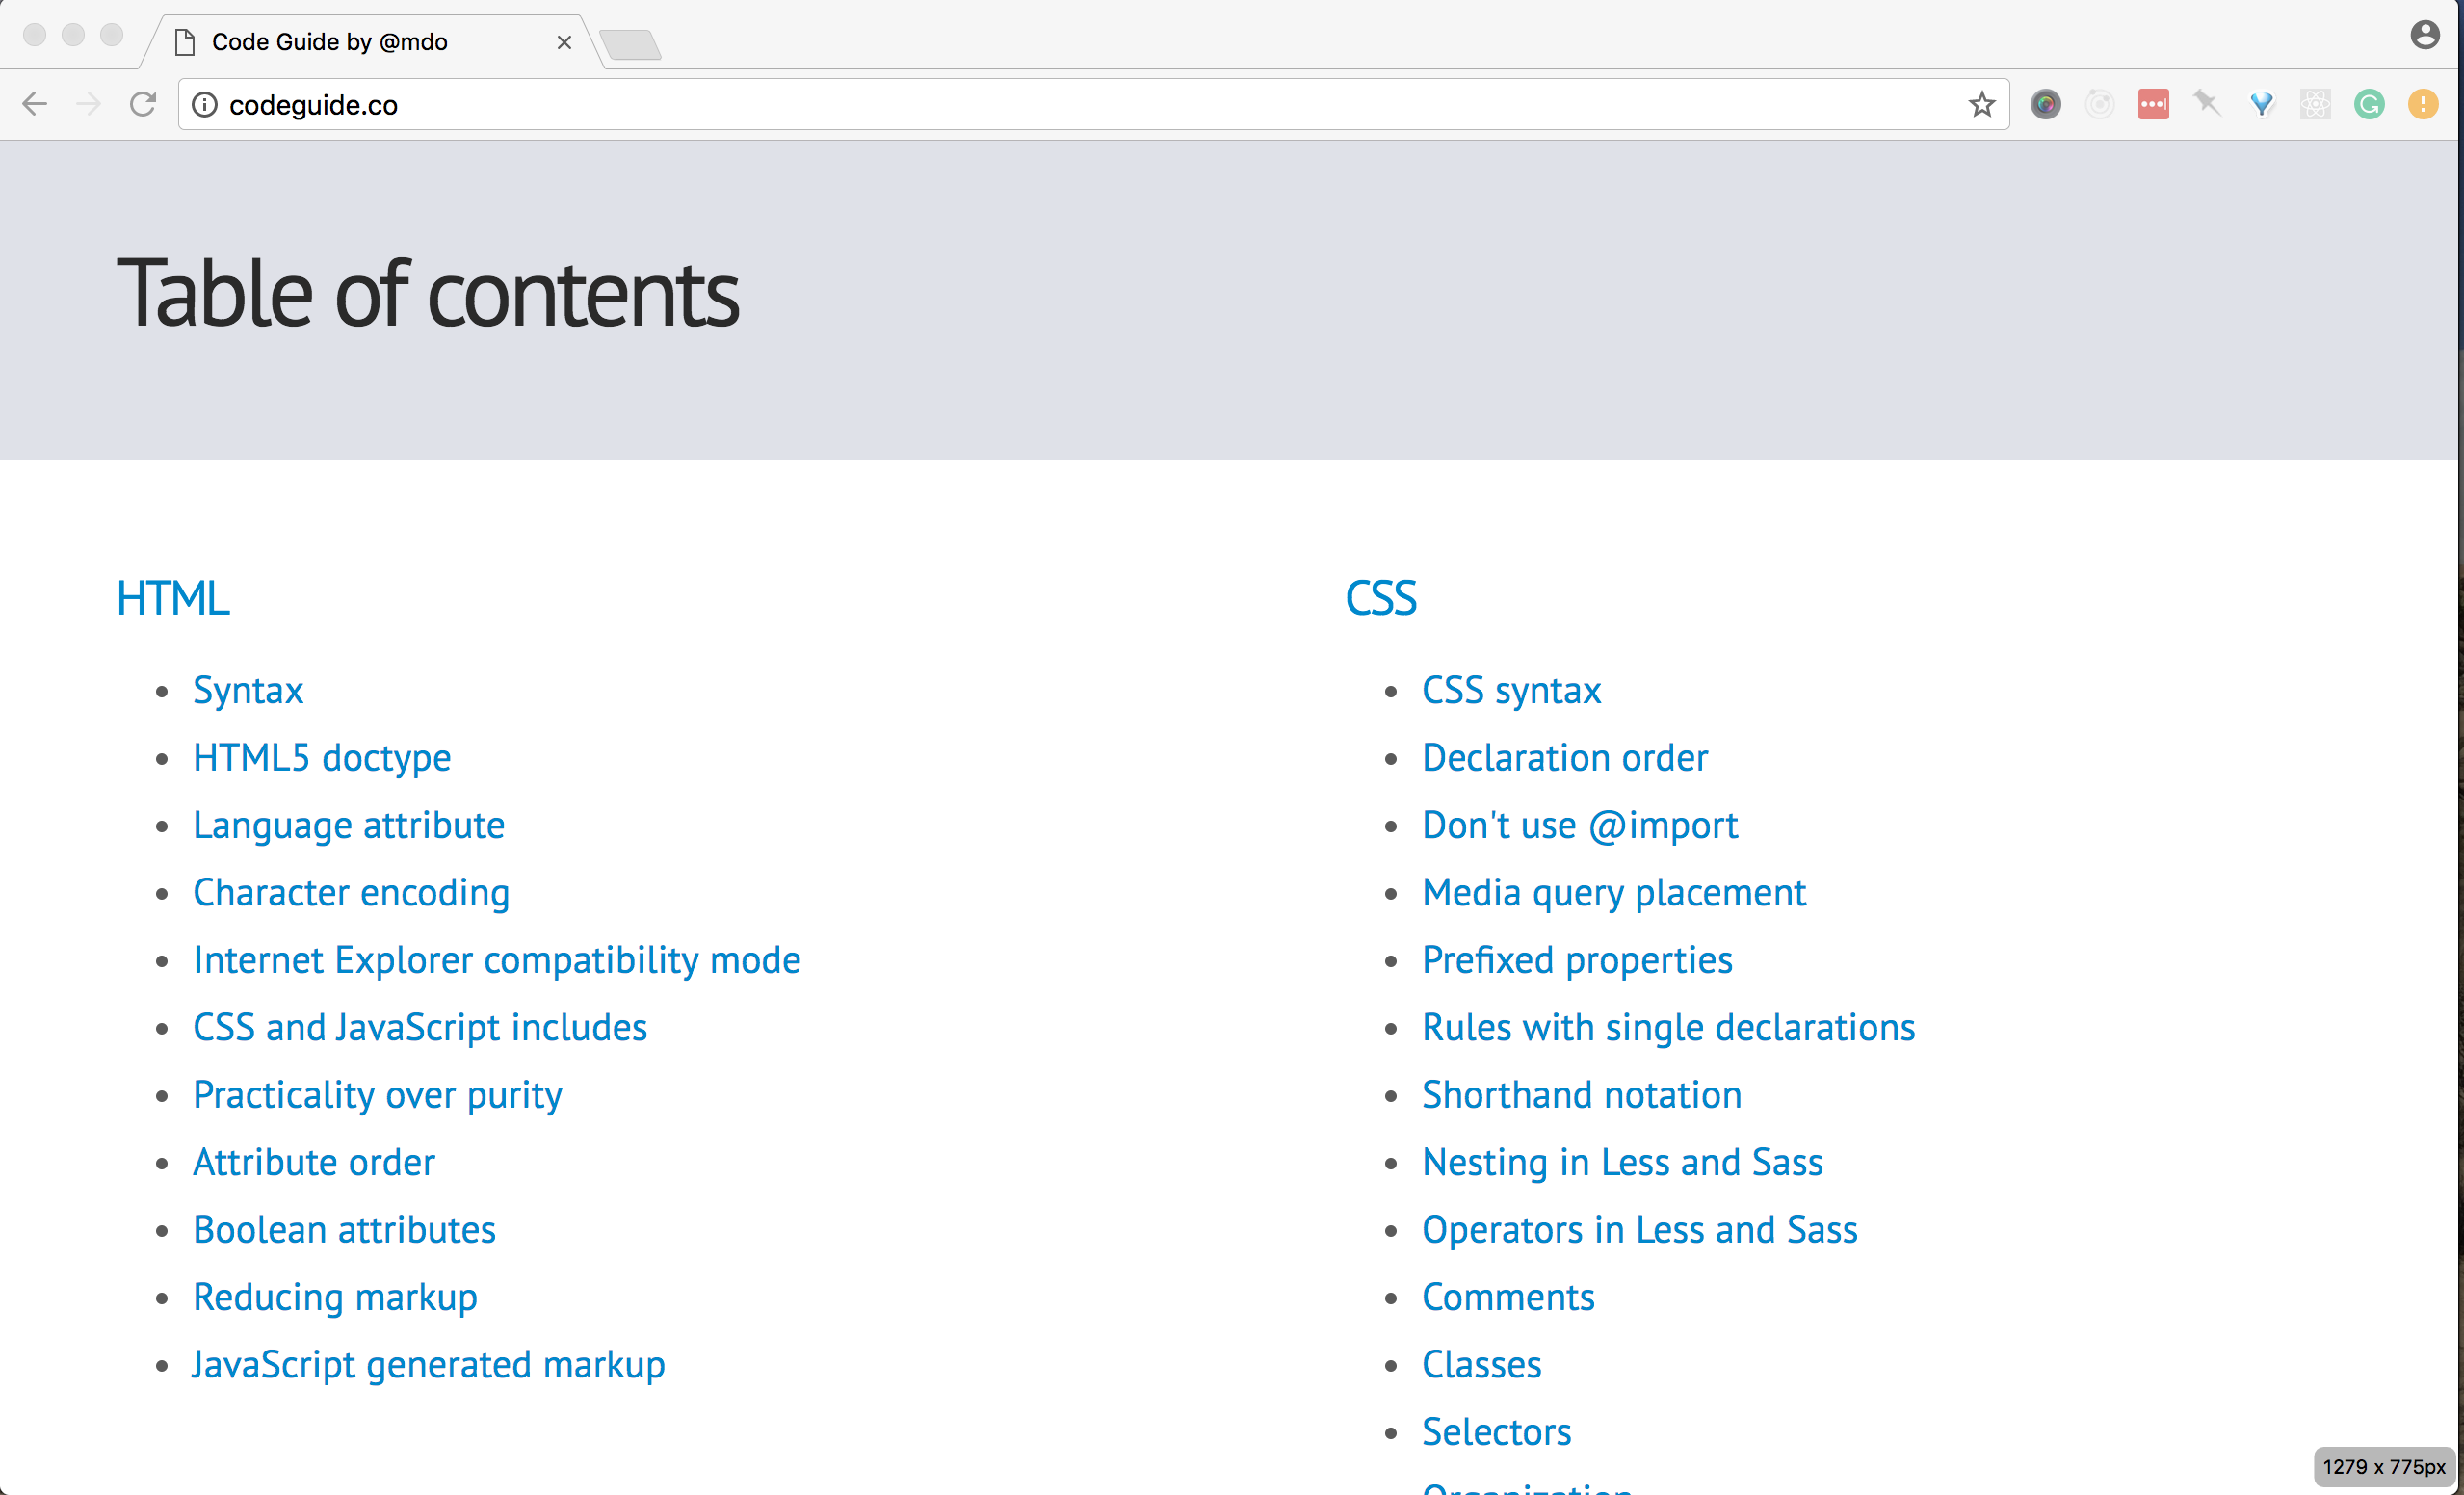 Code Guide by @mdo
codeguide.co
Table of contents
HTML
Syntax
HTML5 doctype
Language attribute
Character encoding
Internet Explorer compatibility mode
CSS and JavaScript includes
Practicality over purity
Attribute order
Boolean attributes
Reducing markup
JavaScript generated markup
CSS
CSS syntax
Declaration order
Don't use @import
Media query placement
Prefixed properties
Rules with single declarations
Shorthand notation
Nesting in Less and Sass
Operators in Less and Sass
Comments
Classes
Selectors
Organization
1279 x 775px